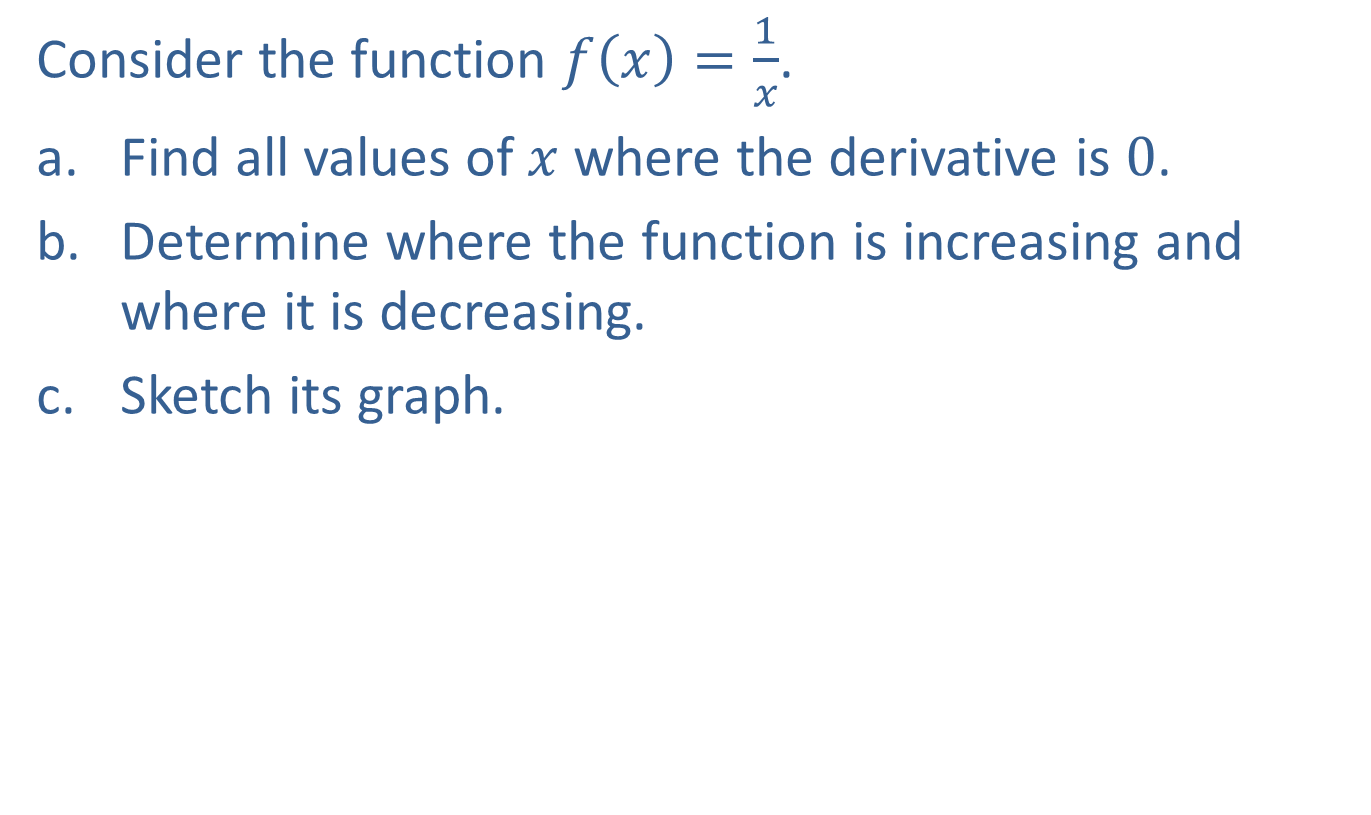 Consider the function f(x) = 1/x.
a. Find all values of x where the derivative is 0.
b. Determine where the function is increasing and
where it is decreasing.
c. Sketch its graph.